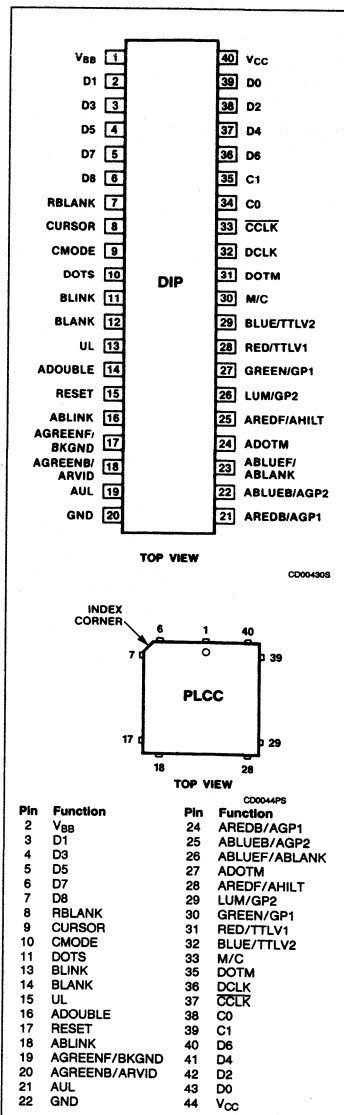 VBB 1 40 VCC
D1 2 39 D0
D3 3 38 D2
D5 4 37 D4
D7 5 36 D6
D8 6 35 C1
RBLANK 7 34 C0
CURSOR 8 33 CCLK
CMODE 9 32 DCLK
DOTS 10 31 DOTM
DIP
BLINK 11 30 M/C
BLANK 12 29 BLUE/TTLV2
UL 13 28 RED/TTLV1
ADOUBLE 14 27 GREEN/GP1
RESET 15 26 LUM/GP2
ABLINK 16 25 AREDF/AHILT
AGREENF/
BKGND 17 24 ADOTM
AGREENB/
ARVID 18 23 ABLUEF/
ABLANK
AUL 19 22 ABLUEB/AGP2
GND 20 21 AREDB/AGP1
TOP VIEW
CD00430S
INDEX
CORNER
6 1 40
7 39
PLCC
17 29
18 28
TOP VIEW
CD0044PS
Pin Function Pin Function
2 VBB 24 AREDB/AGP1
3 D1 25 ABLUEB/AGP2
4 D3 26 ABLUEF/ABLANK
5 D5 27 ADOTM
6 D7 28 AREDF/AHILT
7 D8 29 LUM/GP2
8 RBLANK 30 GREEN/GP1
9 CURSOR 31 RED/TTLV1
10 CMODE 32 BLUE/TTLV2
11 DOTS 33 M/C
13 BLINK 35 DOTM
14 BLANK 36 DCLK
15 UL 37 CCLK
16 ADOUBLE 38 C0
17 RESET 39 C1
18 ABLINK 40 D6
19 AGREENF/BKGND 41 D4
20 AGREENB/ARVID 42 D2
21 AUL 43 D0
22 GND 44 VCC